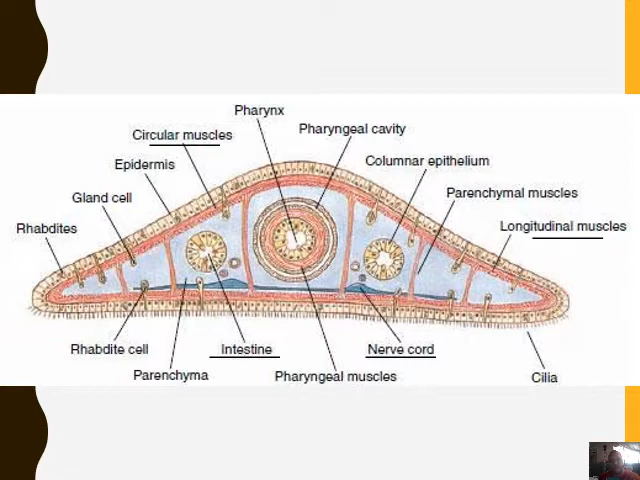 Pharynx
Pharyngeal cavity
Circular muscles
Columnar epithelium
Epidermis
Parenchymal muscles
Gland cell
Longitudinal muscles
Rhabdites
Rhabdite cell
Intestine
Nerve cord
Parenchyma
Pharyngeal muscles
Cilia